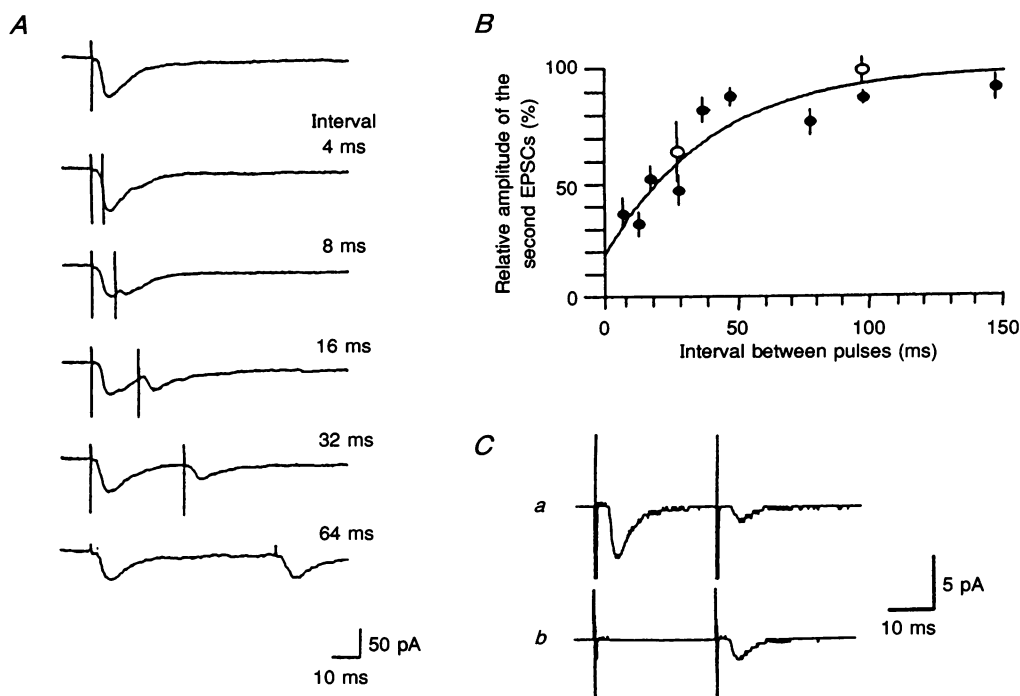 A
Interval
4 ms
8 ms
16 ms
32 ms
64 ms
50 pA
10 ms
B
Relative amplitude of the
second EPSCs (%)
100
50
0
0
50
100
150
Interval between pulses (ms)
C
a
b
5 pA
10 ms